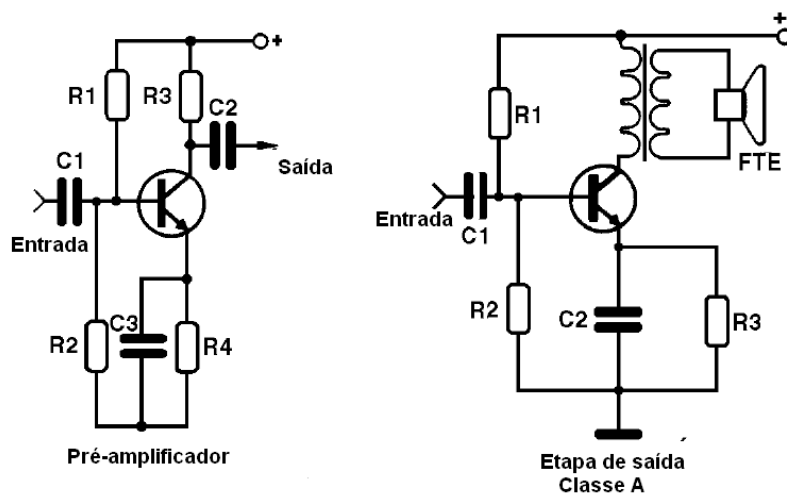 +
R1
R3
C2
C1
Saída
Entrada
R2
C3
R4
Pré-amplificador
+
R1
FTE
Entrada
C1
R2
C2
R3
Etapa de saída
Classe A